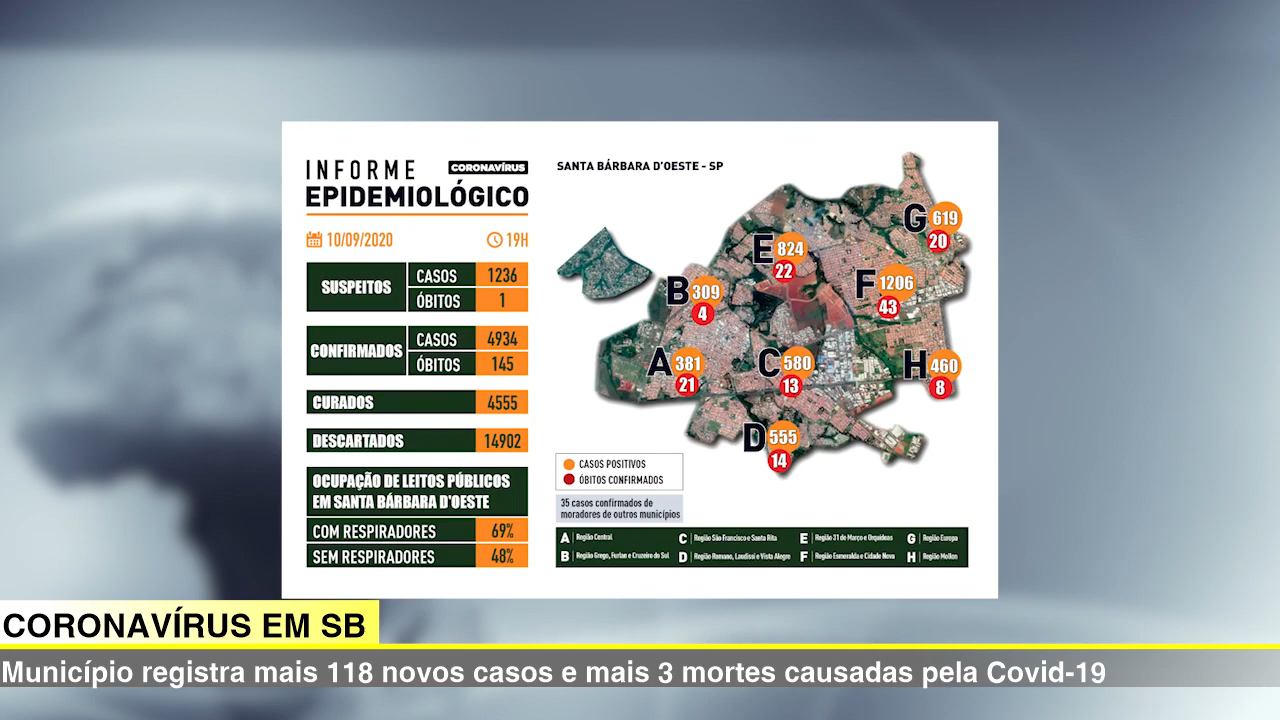 INFORME
CORONAVÍRUS
EPIDEMIOLÓGICO
10/09/2020
19H
SUSPEITOS
CASOS 1236
ÓBITOS 1
CONFIRMADOS
CASOS 4934
ÓBITOS 145
CURADOS 4555
DESCARTADOS 14902
OCUPAÇÃO DE LEITOS PÚBLICOS
EM SANTA BÁRBARA D'OESTE
COM RESPIRADORES 69%
SEM RESPIRADORES 48%
SANTA BÁRBARA D'OESTE - SP
G 619
20
E 824
22
F 1206
43
B 309
4
A 381
21
C 580
13
H 460
8
D 555
14
CASOS POSITIVOS
ÓBITOS CONFIRMADOS
35 casos confirmados de
moradores de outros municípios
A Região Central
B Região Grego, Furlan e Cruzeiro do Sul
C Região São Francisco e Santa Rita
D Região Romano, Laudissi e Vista Alegre
E Região 31 de Março e Orquídeas
F Região Esmeralda e Cidade Nova
G Região Europa
H Região Mollon
CORONAVÍRUS EM SB
Município registra mais 118 novos casos e mais 3 mortes causadas pela Covid-19